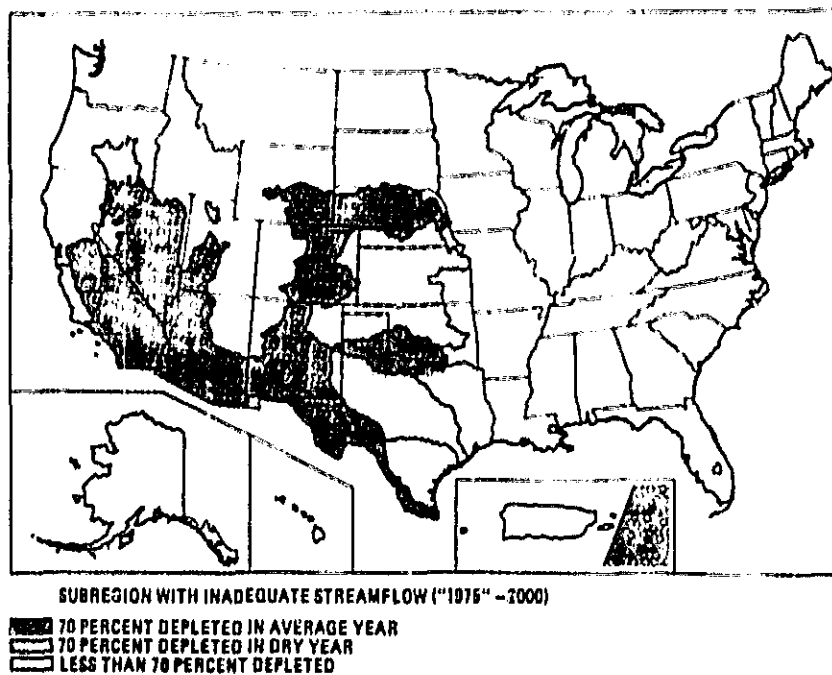 SUBREGION WITH INADEQUATE STREAMFLOW ("1975" – 2000)
70 PERCENT DEPLETED IN AVERAGE YEAR
70 PERCENT DEPLETED IN DRY YEAR
LESS THAN 70 PERCENT DEPLETED